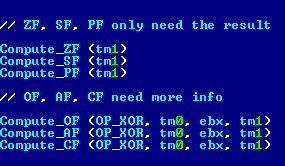 // ZF, SF, PF only need the result
Compute_ZF (tm1)
Compute_SF (tm1)
Compute_PF (tm1)
// OF, AF, CF need more info
Compute_OF (OP_XOR, tm0, ebx, tm1)
Compute_AF (OP_XOR, tm0, ebx, tm1)
Compute_CF (OP_XOR, tm0, ebx, tm1)